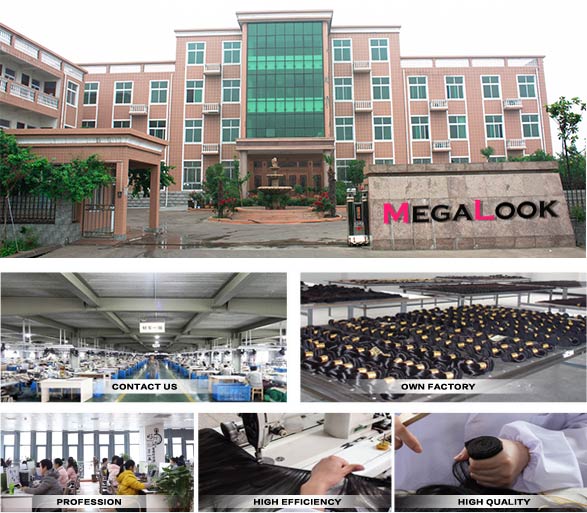 MEGALOOK
CONTACT US
OWN FACTORY
PROFESSION
HIGH EFFICIENCY
HIGH QUALITY